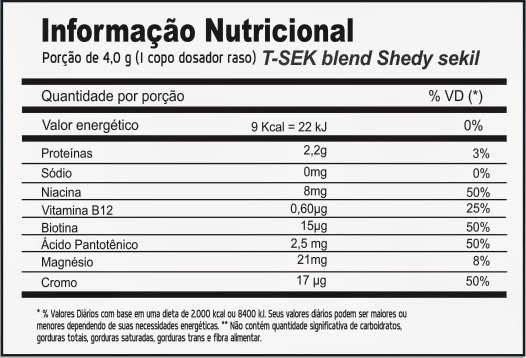 Informação Nutricional
Porção de 4,0 g (1 copo dosador raso) T-SEK blend Shedy sekil
Quantidade por porção % VD (*)
Valor energético 9 Kcal = 22 kJ 0%
Proteínas 2,2g 3%
Sódio 0mg 0%
Niacina 8mg 50%
Vitamina B12 0,60µg 25%
Biotina 15µg 50%
Ácido Pantotênico 2,5 mg 50%
Magnésio 21mg 8%
Cromo 17 µg 50%
* % Valores Diários com base em uma dieta de 2.000 kcal ou 8400 kJ. Seus valores diários podem ser maiores ou
menores dependendo de suas necessidades energéticas. ** Não contém quantidade significativa de carboidratos,
gorduras totais, gorduras saturadas, gorduras trans e fibra alimentar.